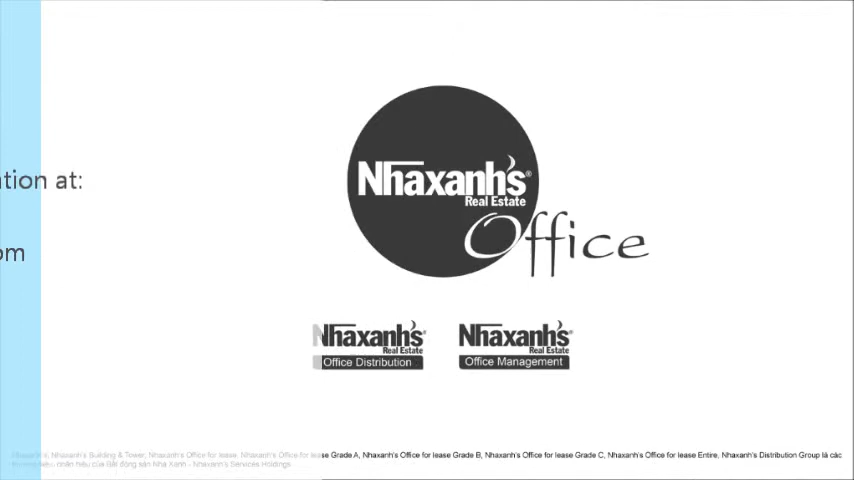 Nhaxanh's®
Real Estate
Office
tion at:
om
Nhaxanh's®
Real Estate
Office Distribution
Nhaxanh's®
Real Estate
Office Management
Nhaxanh's, Nhaxanh's Building & Tower, Nhaxanh's Office for lease, Nhaxanh's Office for lease Grade A, Nhaxanh's Office for lease Grade B, Nhaxanh's Office for lease Grade C, Nhaxanh's Office for lease Entire, Nhaxanh's Distribution Group là các
thương hiệu, nhãn hiệu của Bất động sản Nhà Xanh - Nhaxanh's Services Holdings